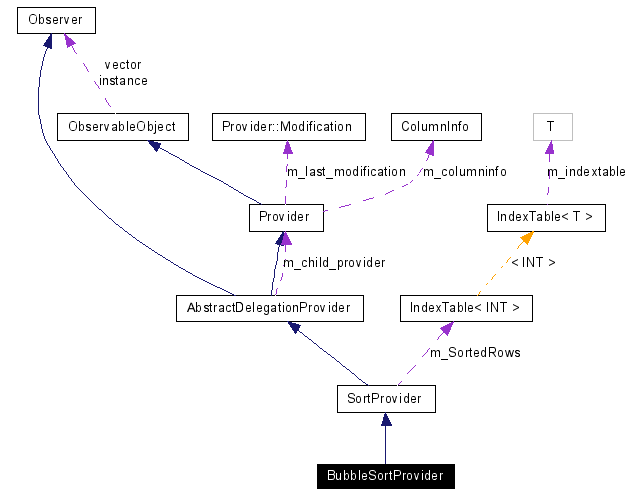 Observer
vector
instance
ObservableObject
Provider::Modification
ColumnInfo
T
m_last_modification
m_columninfo
m_indextable
Provider
IndexTable< T >
m_child_provider
< INT >
AbstractDelegationProvider
IndexTable< INT >
m_SortedRows
SortProvider
BubbleSortProvider